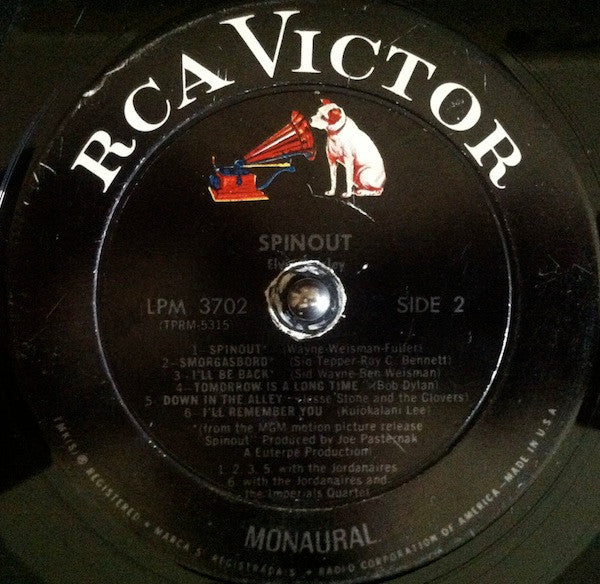 RCA VICTOR
SPINOUT
LPM 3702
SIDE 2
(TPRM-5315
1 - SPINOUT* (Wayne-Weisman-Fuller)
2 - SMORGASBORD* (Sid Tepper-Roy C. Bennett)
3 - I'LL BE BACK* (Sid Wayne-Ben Weisman)
4 - TOMORROW IS A LONG TIME (Bob Dylan)
5 DOWN IN THE ALLEY (Jesse Stone and the Clovers)
6 - I'LL REMEMBER YOU (Kuiokalani Lee)
*(from the MGM motion picture release
"Spinout" Produced by Joe Pasternak
A Euterpe Production)
1, 2, 3, 5 with the Jordanaires
6 with the Jordanaires and
the Imperials Quartet
MONAURAL
TMK(S) ® REGISTERED • MARCA S REGISTRADA S • RADIO CORPORATION OF AMERICA-MADE IN U.S.A.